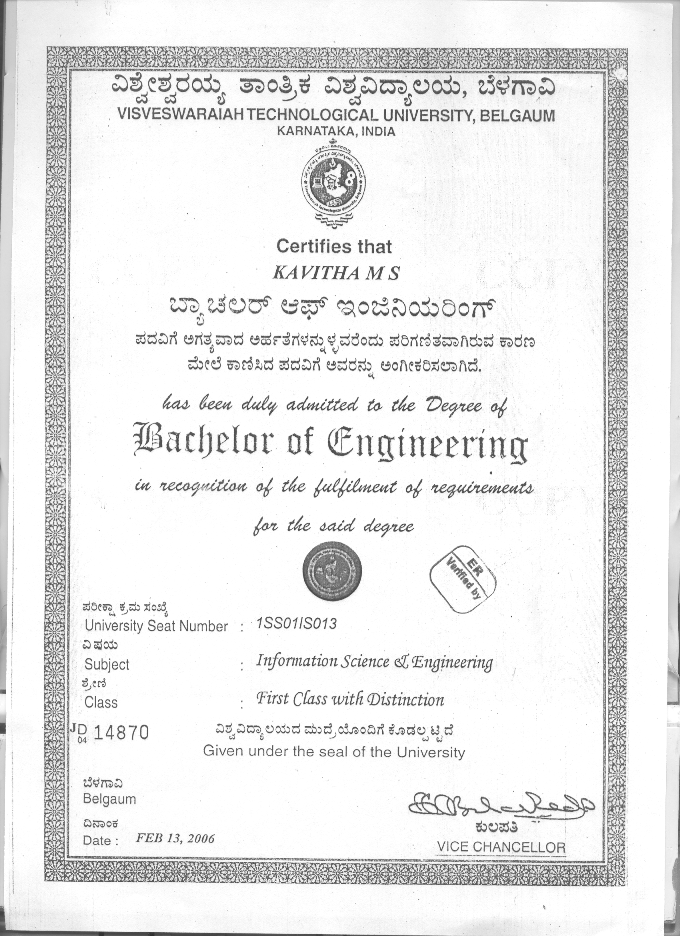 ವಿಶ್ವೇಶ್ವರಯ್ಯ ತಾಂತ್ರಿಕ ವಿಶ್ವವಿದ್ಯಾಲಯ, ಬೆಳಗಾವಿ
VISVESWARAIAH TECHNOLOGICAL UNIVERSITY, BELGAUM
KARNATAKA, INDIA
Certifies that
KAVITHA M S
ಬ್ಯಾಚಲರ್ ಆಫ್ ಇಂಜಿನಿಯರಿಂಗ್
ಪದವಿಗೆ ಅಗತ್ಯವಾದ ಅರ್ಹತೆಗಳನ್ನುಳ್ಳವರೆಂದು ಪರಿಗಣಿತವಾಗಿರುವ ಕಾರಣ
ಮೇಲೆ ಕಾಣಿಸಿದ ಪದವಿಗೆ ಅವರನ್ನು ಅಂಗೀಕರಿಸಲಾಗಿದೆ.
has been duly admitted to the Degree of
Bachelor of Engineering
in recognition of the fulfilment of requirements
for the said degree
ER
Verified by
ಪರೀಕ್ಷಾ ಕ್ರಮ ಸಂಖ್ಯೆ
University Seat Number : 1SS01IS013
ವಿಷಯ
Subject : Information Science & Engineering
ಶ್ರೇಣಿ
Class : First Class with Distinction
JD 04 14870
ವಿಶ್ವವಿದ್ಯಾಲಯದ ಮುದ್ರೆಯೊಂದಿಗೆ ಕೊಡಲ್ಪಟ್ಟಿದೆ
Given under the seal of the University
ಬೆಳಗಾವಿ
Belgaum
ದಿನಾಂಕ
Date : FEB 13, 2006
ಕುಲಪತಿ
VICE CHANCELLOR